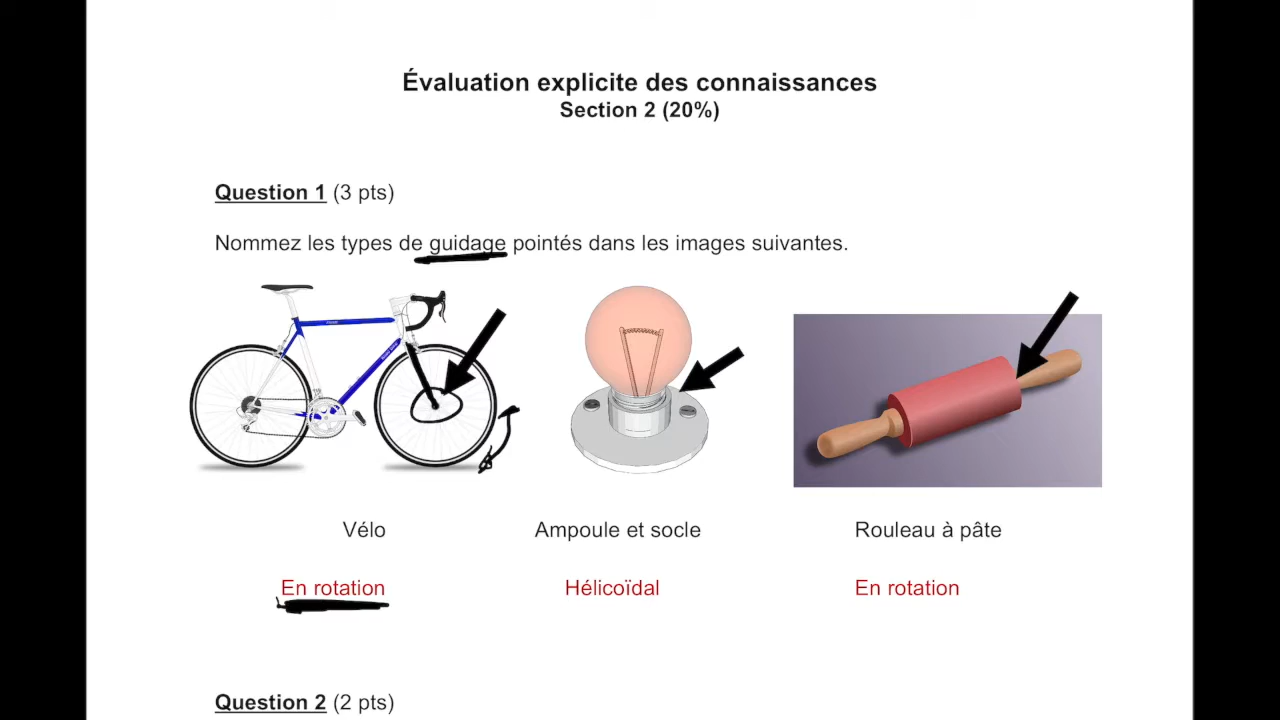 Évaluation explicite des connaissances
Section 2 (20%)
Question 1 (3 pts)
Nommez les types de guidage pointés dans les images suivantes.
Vélo
Ampoule et socle
Rouleau à pâte
En rotation
Hélicoïdal
En rotation
Question 2 (2 pts)